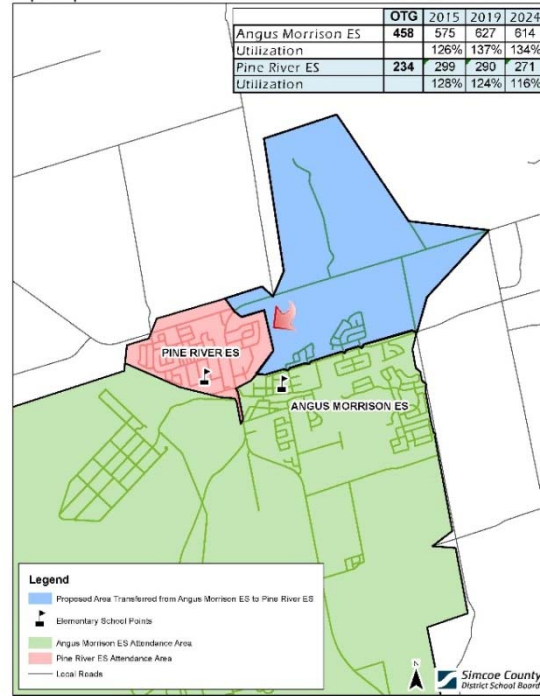 OTG 2015 2019 2024
Angus Morrison ES 458 575 627 614
Utilization 126% 137% 134%
Pine River ES 234 299 290 271
Utilization 128% 124% 116%
PINE RIVER ES
ANGUS MORRISON ES
Legend
Proposed Area Transferred from Angus Morrison ES to Pine River ES
Elementary School Points
Angus Morrison ES Attendance Area
Pine River ES Attendance Area
Local Roads
N
Simcoe County
District School Board